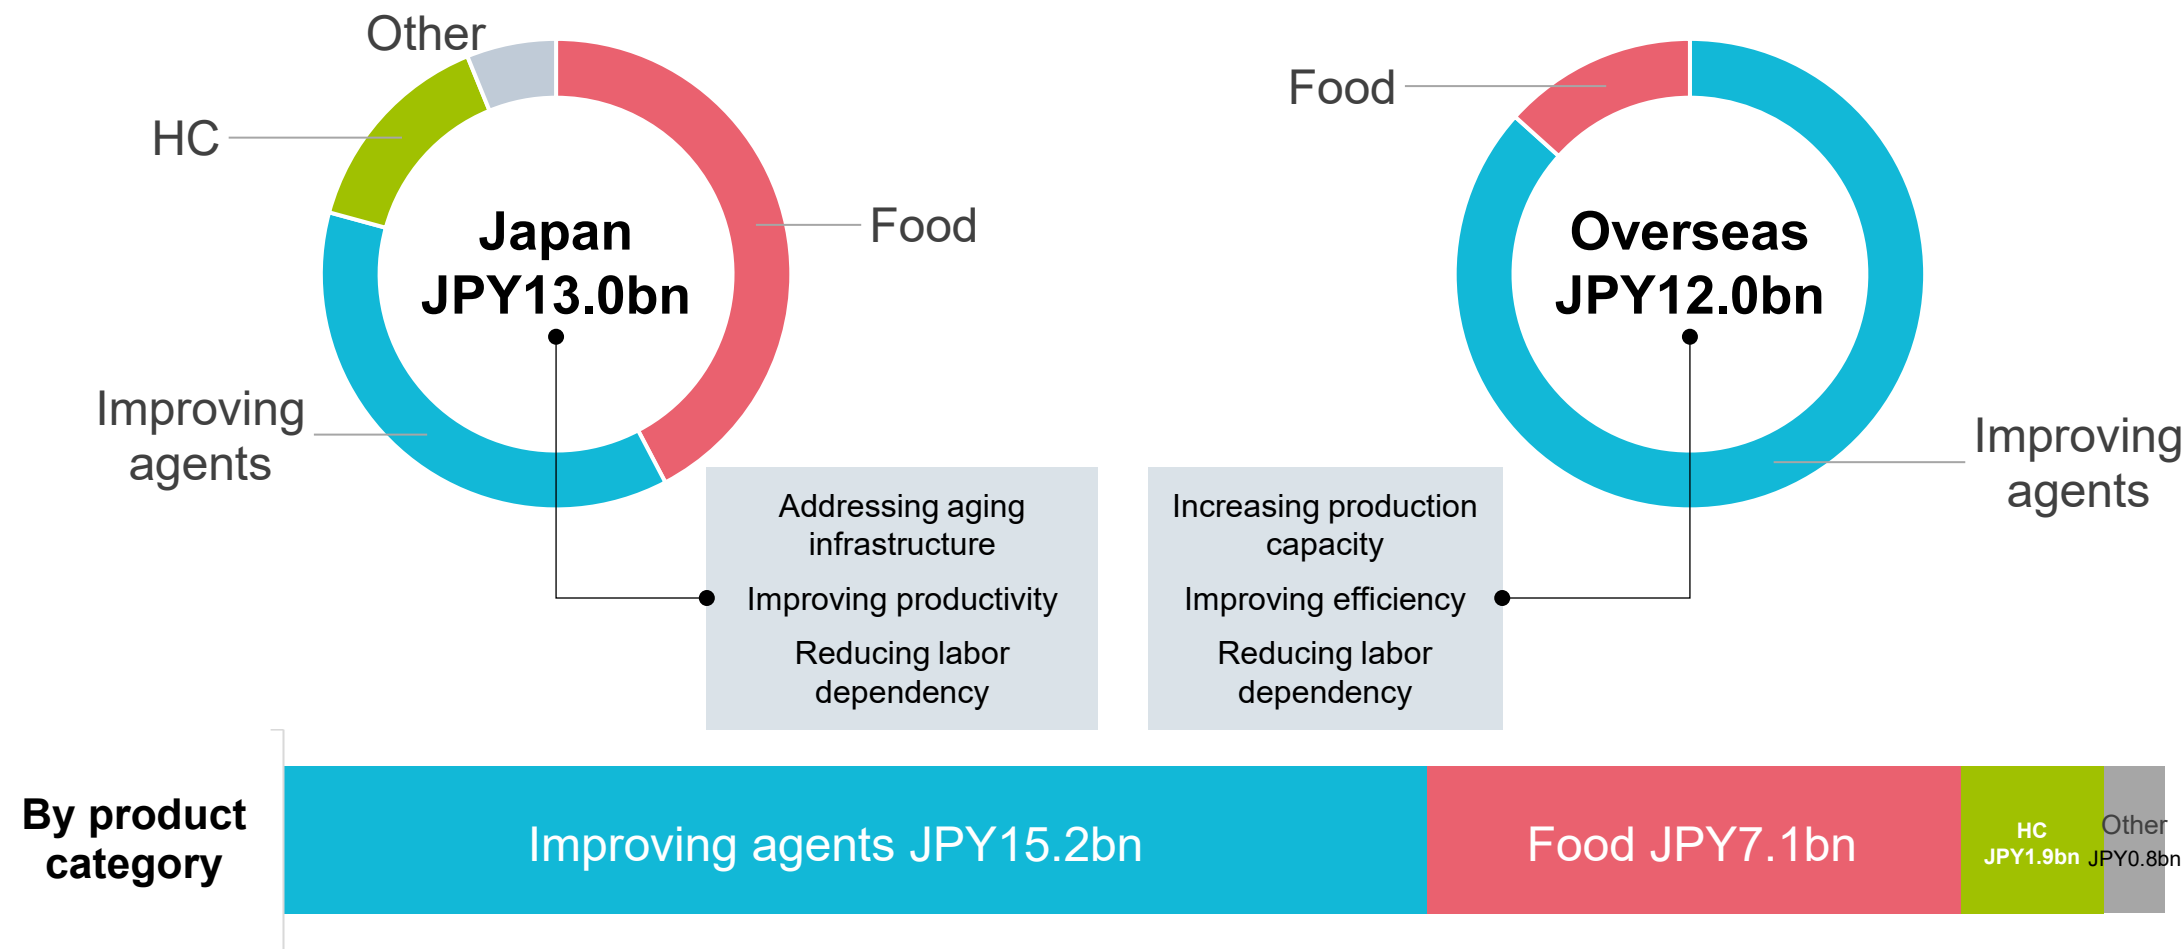 Other
HC
Food
Improving
agents
Japan
JPY13.0bn
Food
Improving
agents
Overseas
JPY12.0bn
Addressing aging
infrastructure
Improving productivity
Reducing labor
dependency
Increasing production
capacity
Improving efficiency
Reducing labor
dependency
By product
category
Improving agents JPY15.2bn
Food JPY7.1bn
HC
JPY1.9bn
Other
JPY0.8bn